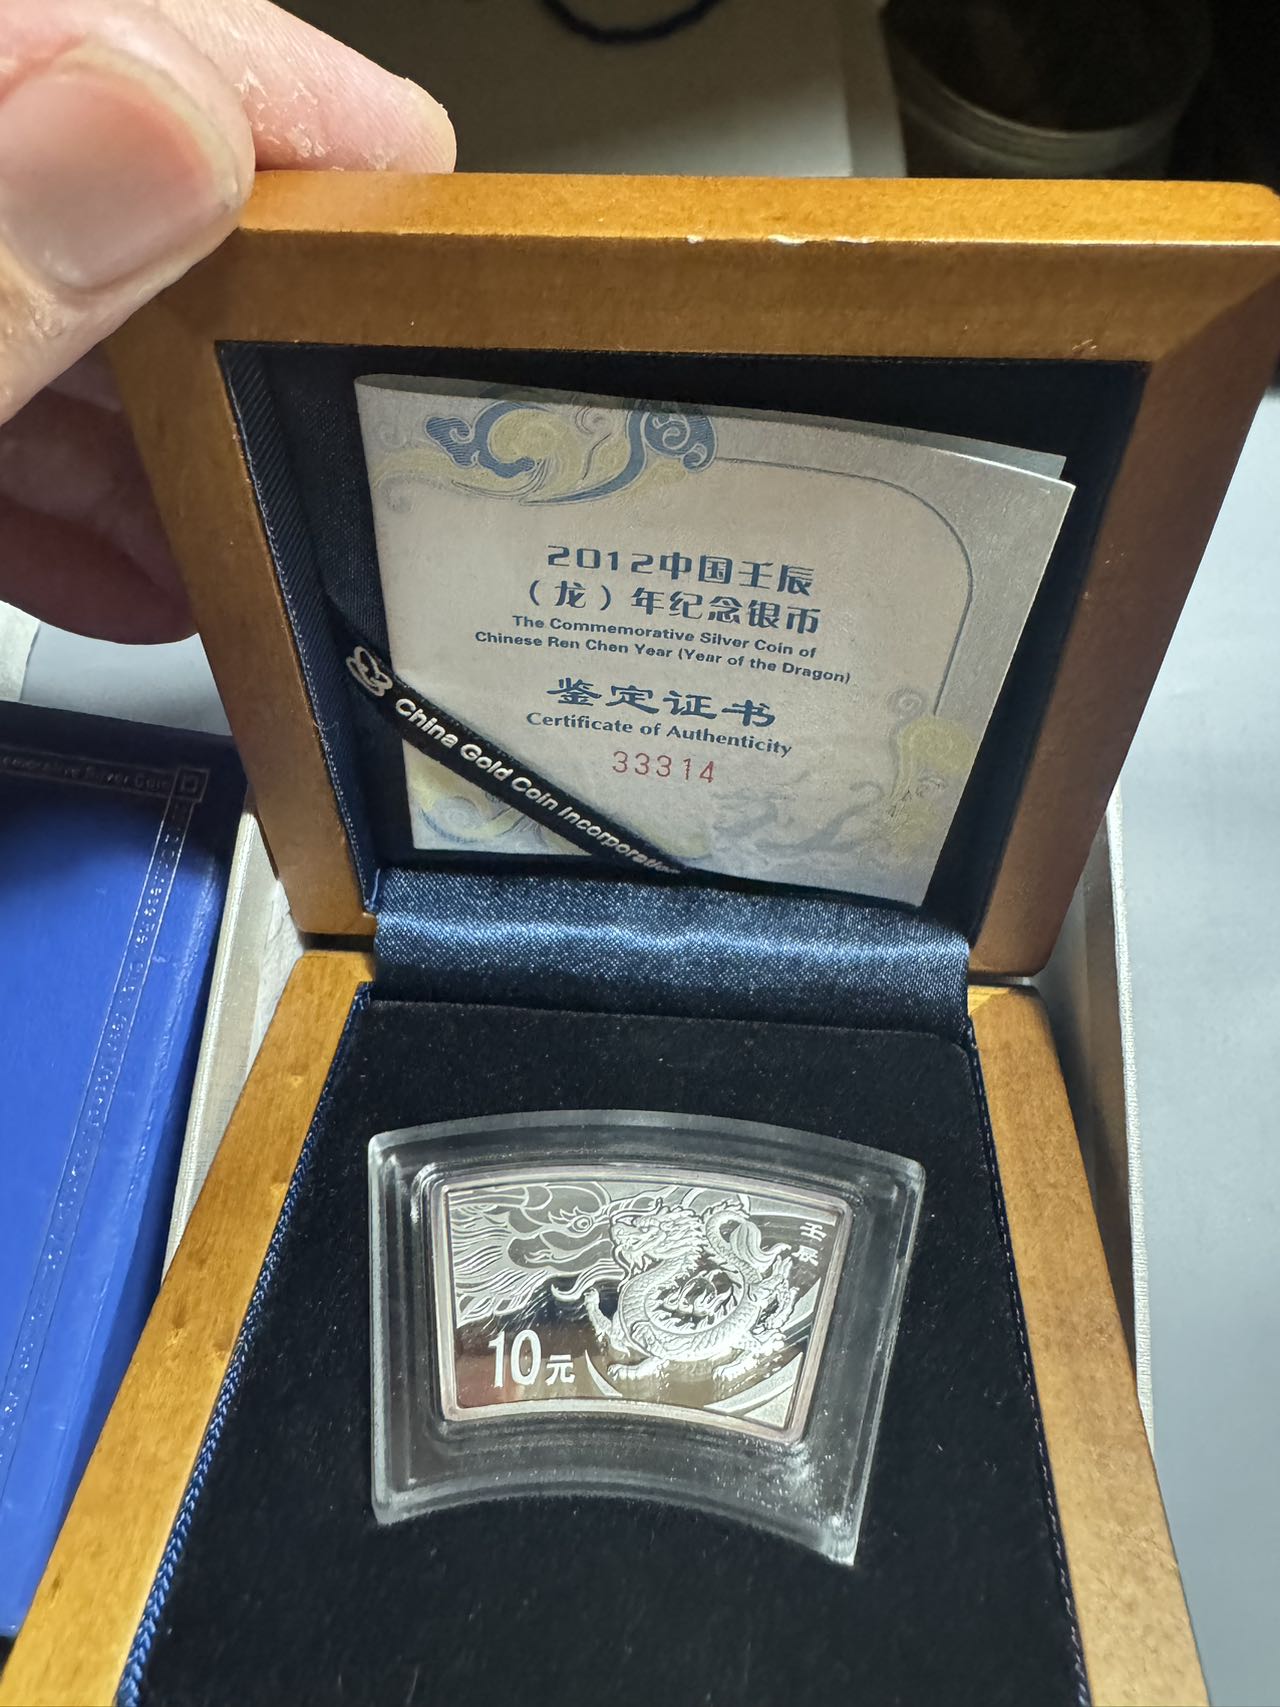 2012中国壬辰
（龙）年纪念银币
The Commemorative Silver Coin of
Chinese Ren Chen Year (Year of the Dragon)
鉴定证书
Certificate of Authenticity
33314
China Gold Coin Incorporation
Silver Coin
壬辰
10元